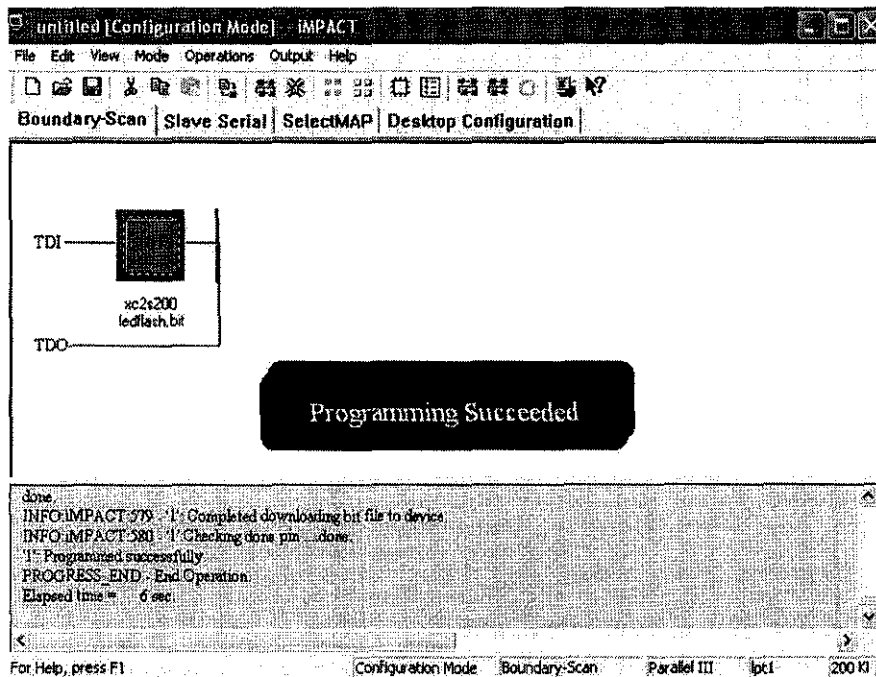 untitled [Configuration Mode] - iMPACT
File Edit View Mode Operations Output Help
Boundary-Scan Slave Serial SelectMAP Desktop Configuration
TDI
xc2s200
ledflash.bit
TDO
Programming Succeeded
done.
INFO:iMPACT:579 - '1': Completed downloading bit file to device.
INFO:iMPACT:580 - '1': Checking done pin ....done.
'1': Programmed successfully.
PROGRESS_END - End Operation.
Elapsed time = 6 sec.
For Help, press F1 Configuration Mode Boundary-Scan Parallel III lpt1 200 K